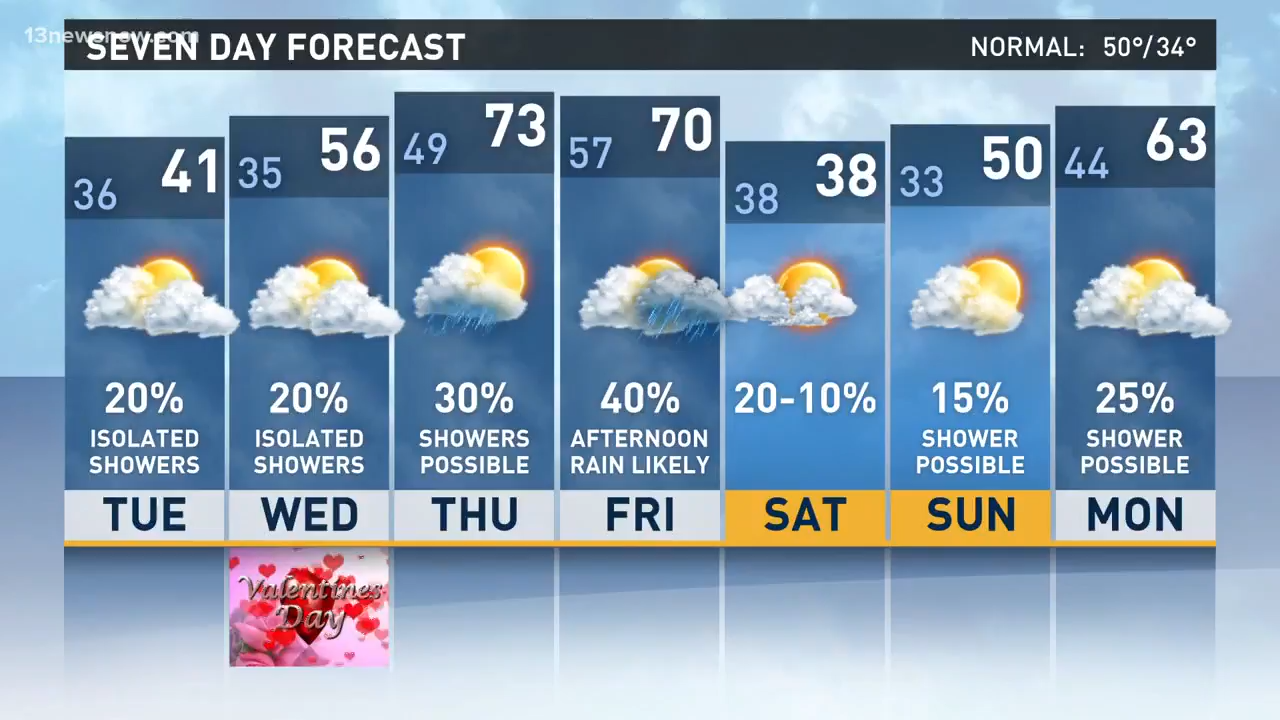 13newsnow.com
SEVEN DAY FORECAST
NORMAL: 50°/34°
36 41
35 56
49 73
57 70
38 38
33 50
44 63
20%
ISOLATED
SHOWERS
20%
ISOLATED
SHOWERS
30%
SHOWERS
POSSIBLE
40%
AFTERNOON
RAIN LIKELY
20-10%
15%
SHOWER
POSSIBLE
25%
SHOWER
POSSIBLE
TUE WED THU FRI SAT SUN MON
Valentines
Day